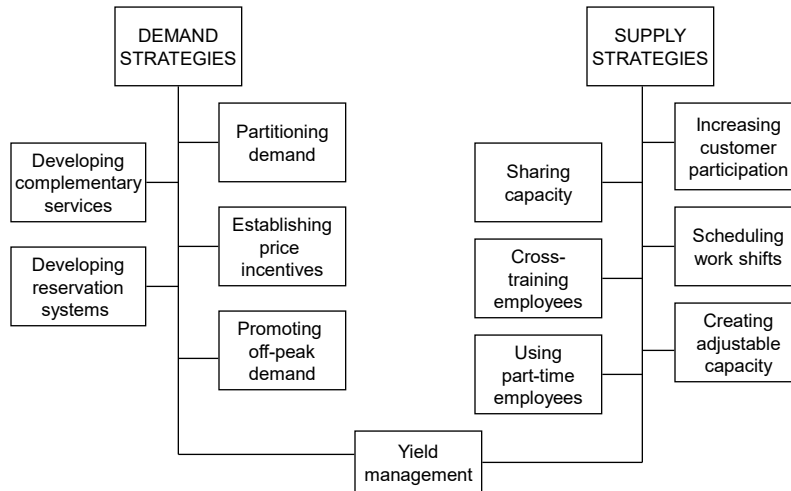 DEMAND
STRATEGIES
Partitioning
demand
Developing
complementary
services
Establishing
price
incentives
Developing
reservation
systems
Promoting
off-peak
demand
SUPPLY
STRATEGIES
Increasing
customer
participation
Sharing
capacity
Scheduling
work shifts
Cross-
training
employees
Creating
adjustable
capacity
Using
part-time
employees
Yield
management